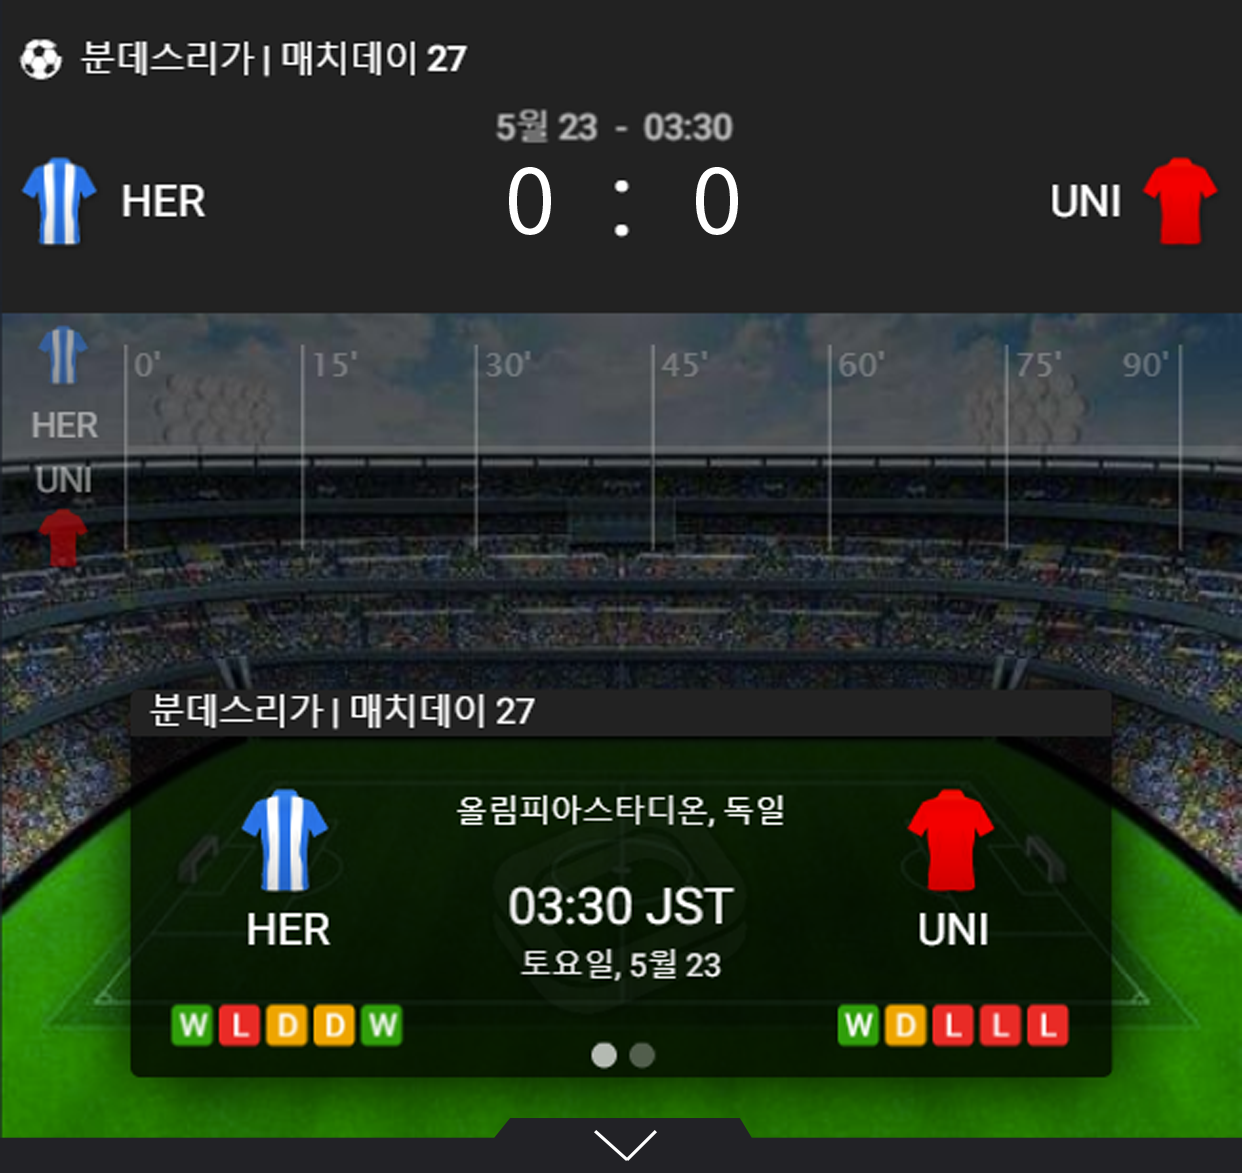 분데스리가 | 매치데이 27
5월 23 - 03:30
HER 0 : 0 UNI
0' 15' 30' 45' 60' 75' 90'
HER
UNI
분데스리가 | 매치데이 27
올림피아스타디온, 독일
03:30 JST
HER UNI
토요일, 5월 23
W L D D W W D L L L